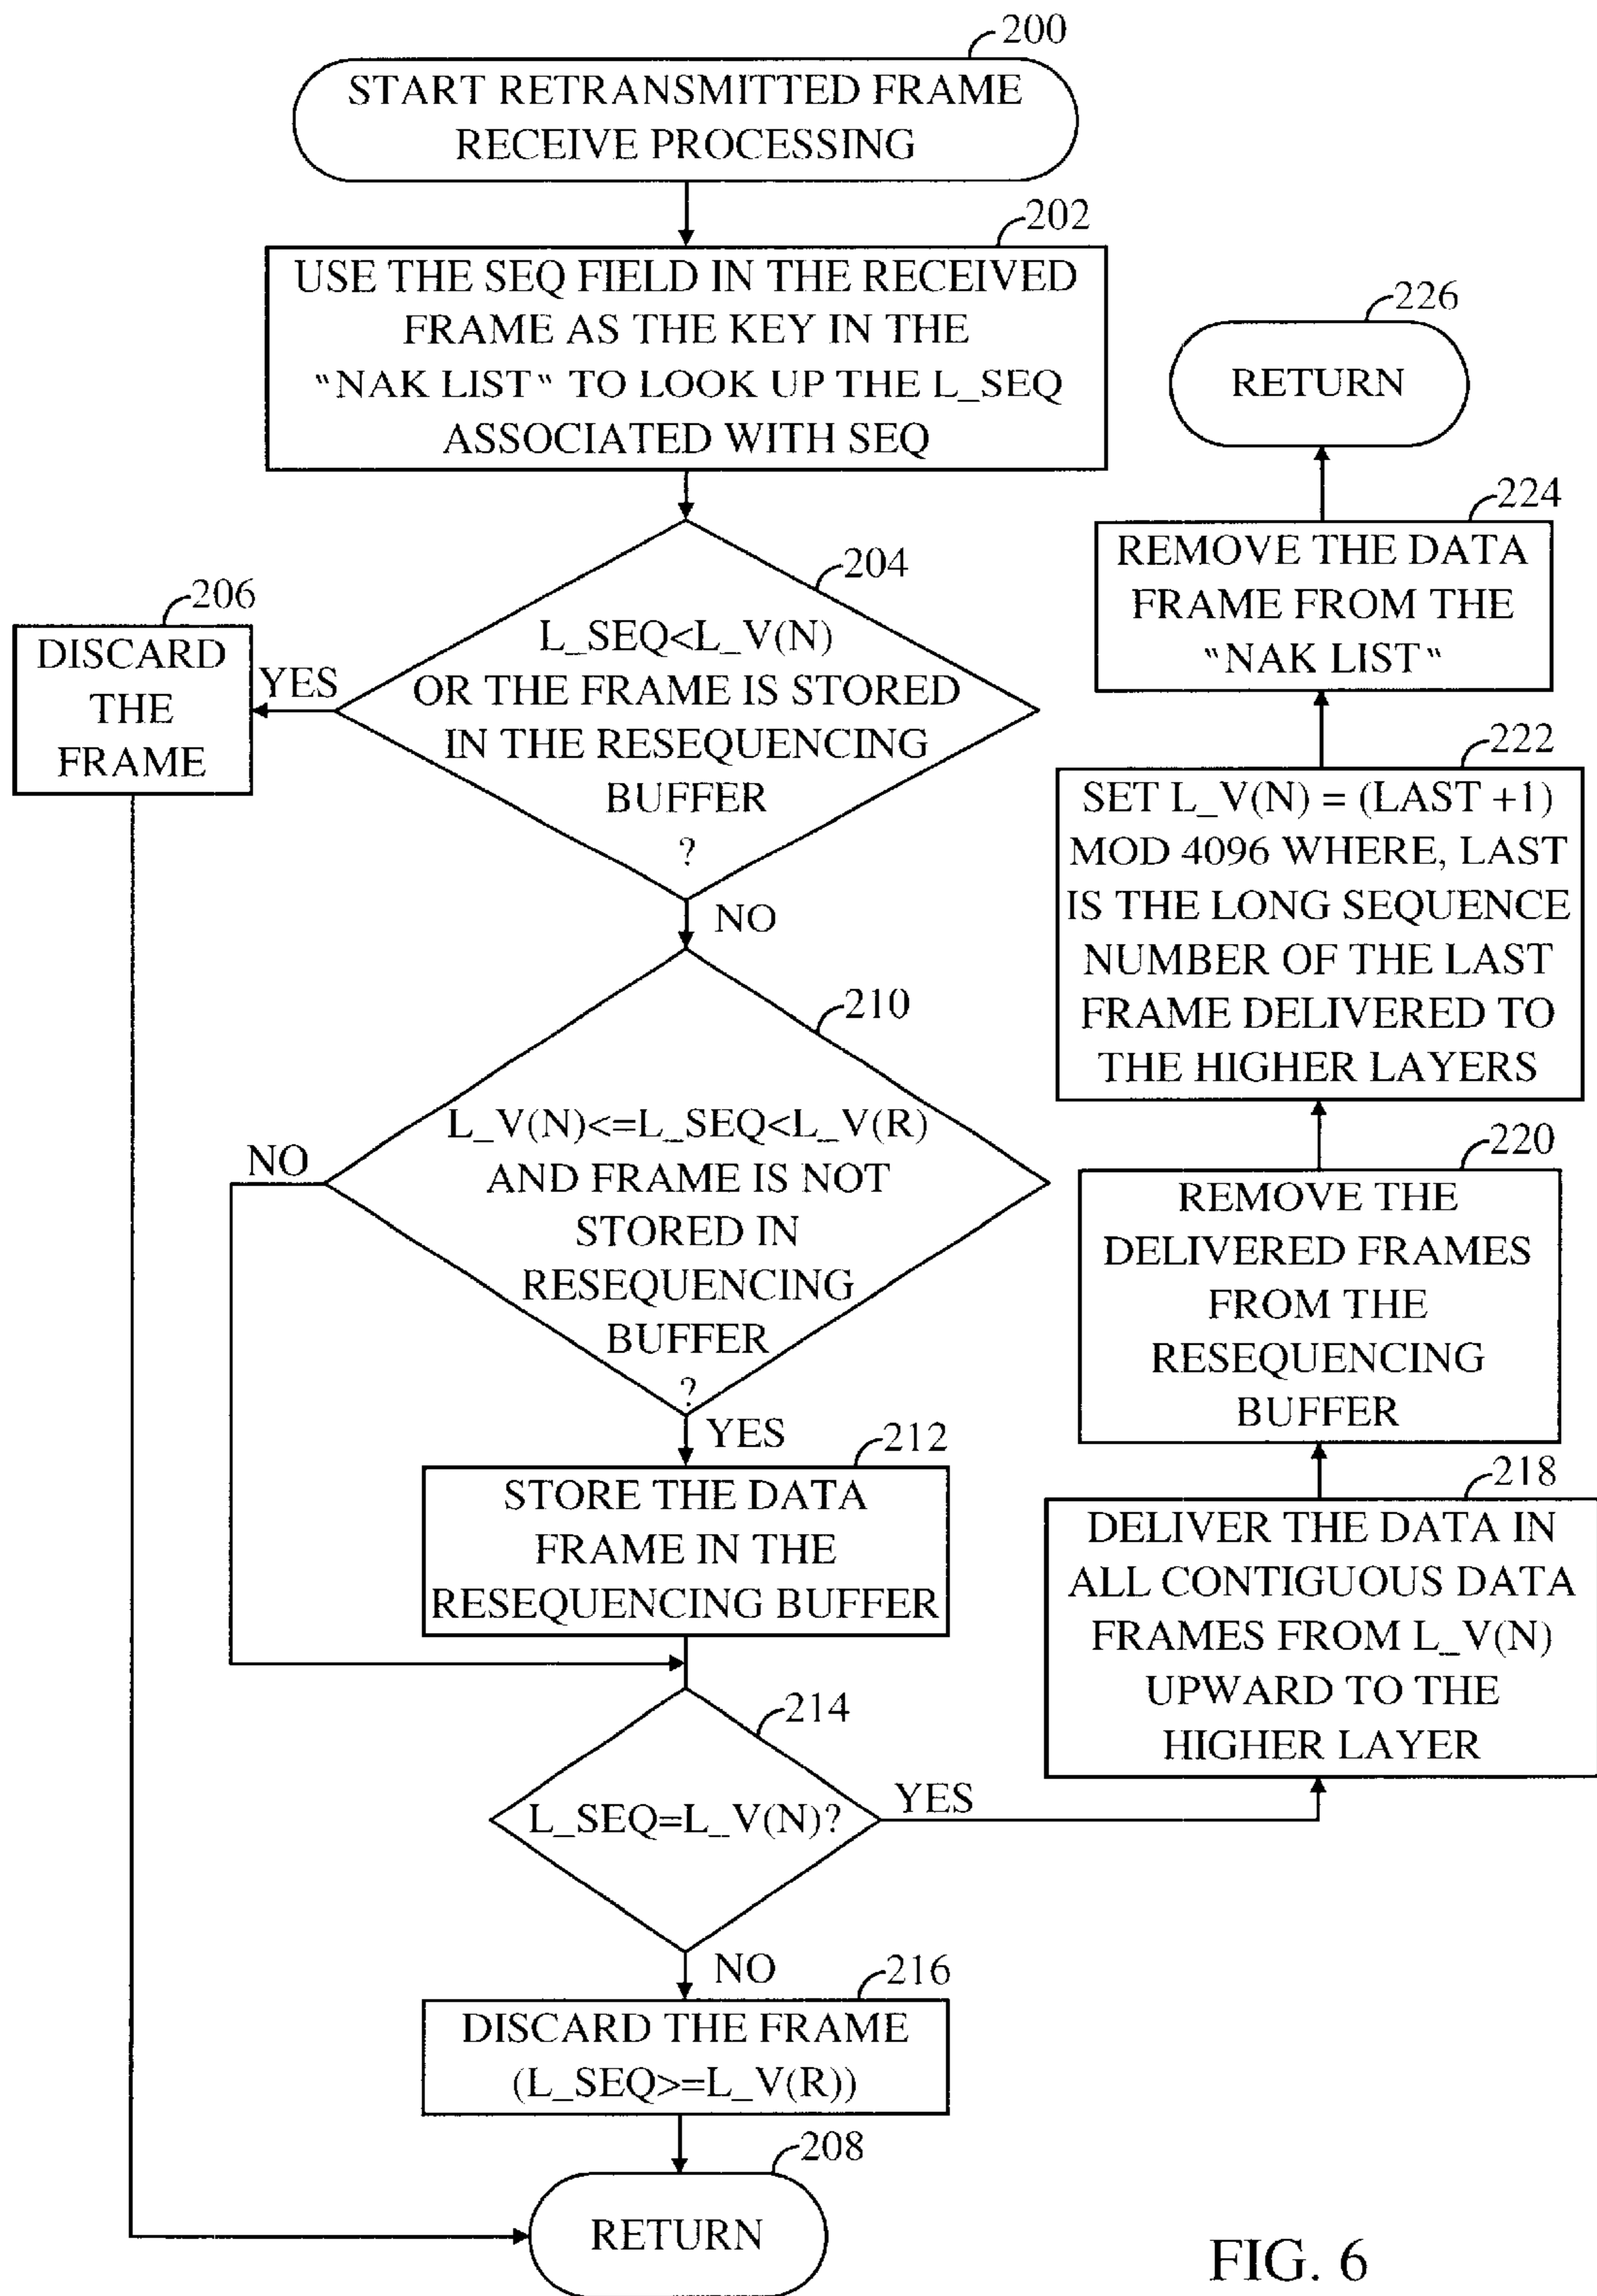 200
START RETRANSMITTED FRAME
RECEIVE PROCESSING
202
USE THE SEQ FIELD IN THE RECEIVED
FRAME AS THE KEY IN THE
"NAK LIST" TO LOOK UP THE L_SEQ
ASSOCIATED WITH SEQ
204
L_SEQ<L_V(N)
OR THE FRAME IS STORED
IN THE RESEQUENCING
BUFFER
?
YES
206
DISCARD
THE
FRAME
NO
210
L_V(N)<=L_SEQ<L_V(R)
AND FRAME IS NOT
STORED IN
RESEQUENCING
BUFFER
?
NO
YES
212
STORE THE DATA
FRAME IN THE
RESEQUENCING BUFFER
214
L_SEQ=L_V(N)?
YES
NO
216
DISCARD THE FRAME
(L_SEQ>=L_V(R))
208
RETURN
218
DELIVER THE DATA IN
ALL CONTIGUOUS DATA
FRAMES FROM L_V(N)
UPWARD TO THE
HIGHER LAYER
220
REMOVE THE
DELIVERED FRAMES
FROM THE
RESEQUENCING
BUFFER
222
SET L_V(N) = (LAST +1)
MOD 4096 WHERE, LAST
IS THE LONG SEQUENCE
NUMBER OF THE LAST
FRAME DELIVERED TO
THE HIGHER LAYERS
224
REMOVE THE DATA
FRAME FROM THE
"NAK LIST"
226
RETURN
FIG. 6